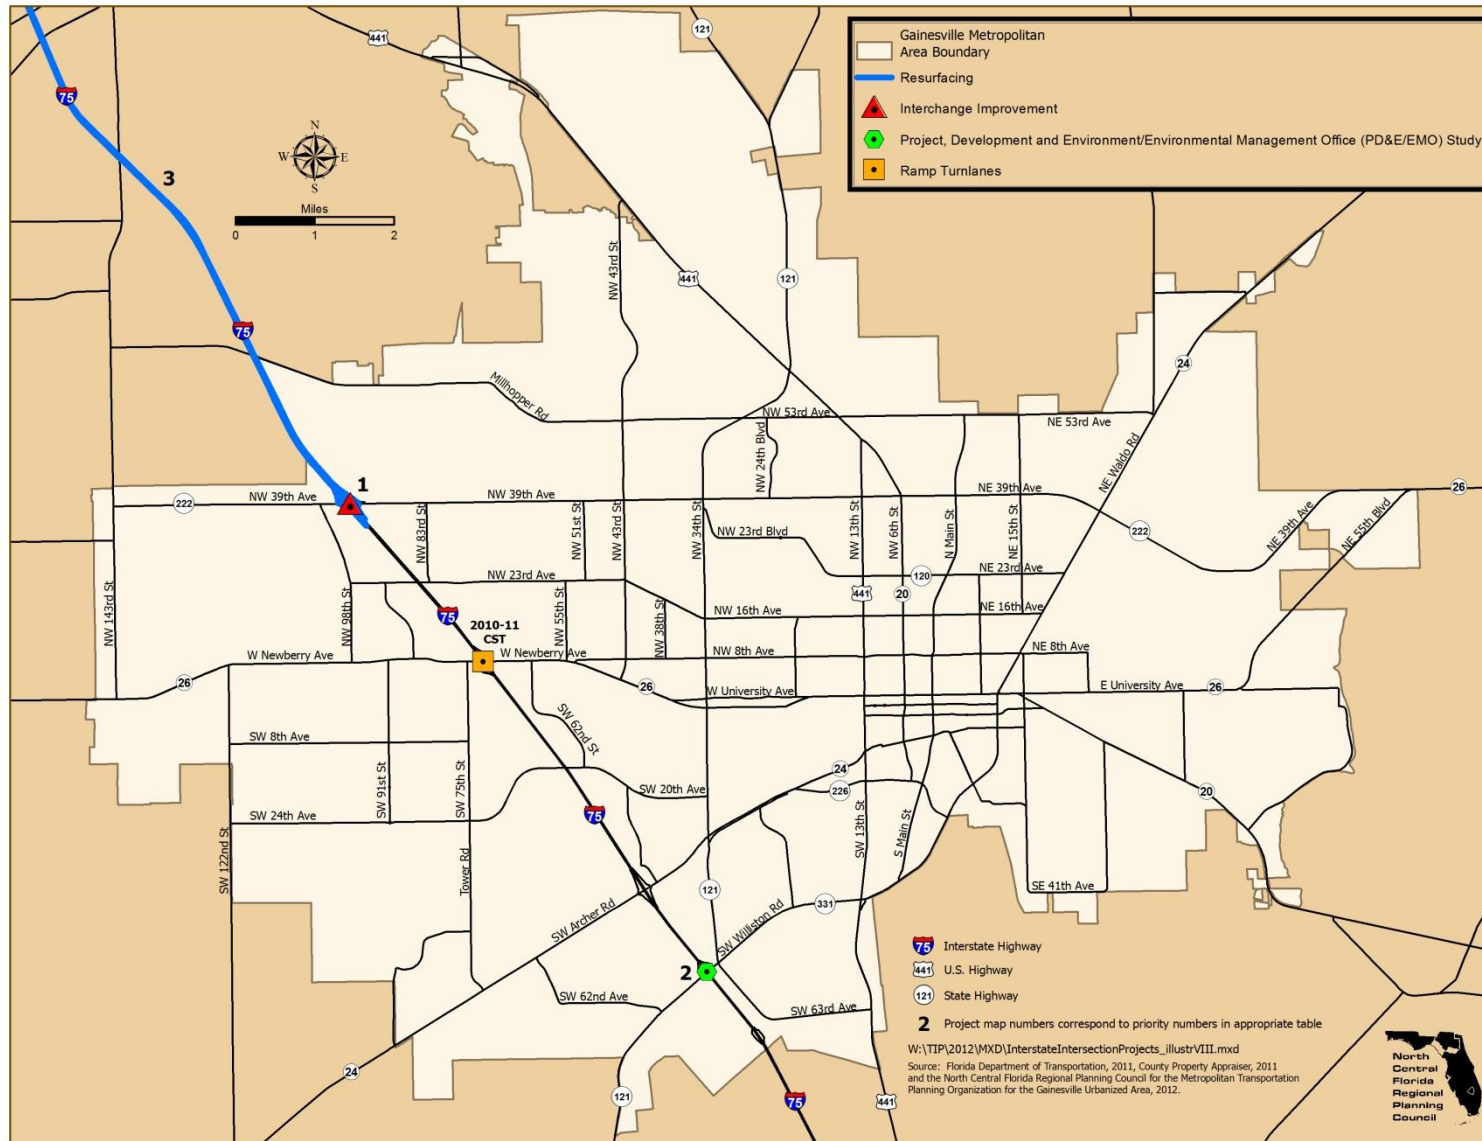 Gainesville Metropolitan
Area Boundary
Resurfacing
Interchange Improvement
Project, Development and Environment/Environmental Management Office (PD&E/EMO) Study
Ramp Turnlanes
441
121
75
3
N
W E
S
Miles
0 1 2
NW 43rd St
441
121
75
24
Millhopper Rd
NW 53rd Ave
NE 53rd Ave
NW 24th Blvd
NE Waldo Rd
1
222
NW 39th Ave
NW 39th Ave
NE 39th Ave
26
NW 83rd St
NW 51st St
NW 43rd St
NW 34th St
NW 23rd Blvd
NW 13th St
NW 6th St
N Main St
NE 15th St
222
NE 39th Ave
NE 55th Blvd
NW 143rd St
NW 98th St
NW 23rd Ave
NW 55th St
NW 38th St
120
NE 23rd Ave
441
20
75
NW 16th Ave
NE 16th Ave
2010-11
CST
W Newberry Ave
W Newberry Ave
NW 8th Ave
NE 8th Ave
26
26
W University Ave
E University Ave
26
SW 62nd St
SW 8th Ave
SW 91st St
SW 75th St
24
226
SW 20th Ave
20
75
SW 24th Ave
SW 122nd St
Tower Rd
SW 13th St
S Main St
121
331
SE 41th Ave
SW Archer Rd
SW Williston Rd
2
SW 62nd Ave
SW 63rd Ave
24
121
75
441
75 Interstate Highway
441 U.S. Highway
121 State Highway
2 Project map numbers correspond to priority numbers in appropriate table
W:\TIP\2012\MXD\InterstateIntersectionProjects_illustrVIII.mxd
Source: Florida Department of Transportation, 2011, County Property Appraiser, 2011
and the North Central Florida Regional Planning Council for the Metropolitan Transportation
Planning Organization for the Gainesville Urbanized Area, 2012.
North
Central
Florida
Regional
Planning
Council